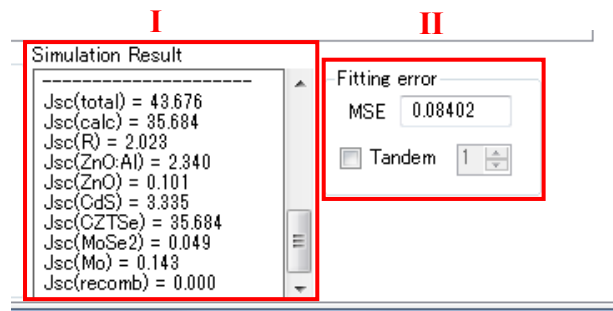 I
II
Simulation Result
---------------------
Jsc(total) = 43.676
Jsc(calc) = 35.684
Jsc(R) = 2.023
Jsc(ZnO:Al) = 2.340
Jsc(ZnO) = 0.101
Jsc(CdS) = 3.335
Jsc(CZTSe) = 35.684
Jsc(MoSe2) = 0.049
Jsc(Mo) = 0.143
Jsc(recomb) = 0.000
Fitting error
MSE 0.08402
Tandem 1